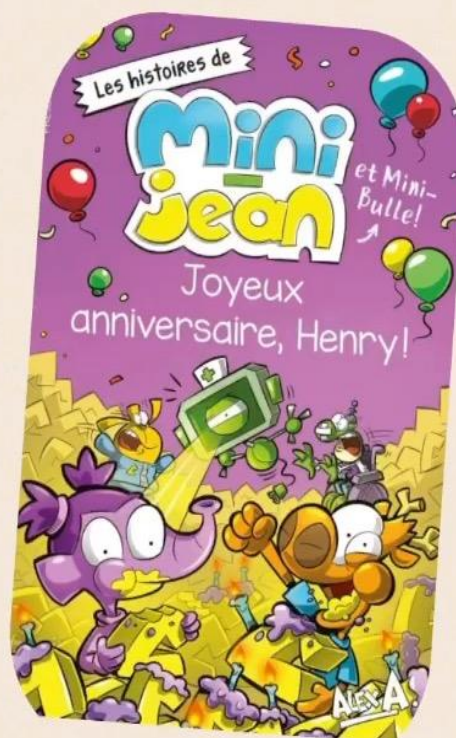 Les histoires de
Mini-
jean
et Mini-
Bulle!
Joyeux
anniversaire, Henry!
ALEX A!